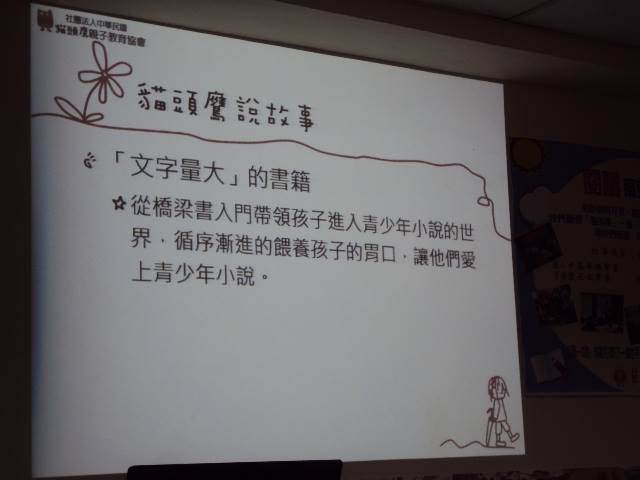 社團法人中華民國
貓頭鷹親子教育協會
貓頭鷹說故事
「文字量大」的書籍
從橋梁書入門帶領孩子進入青少年小說的世
界，循序漸進的餵養孩子的胃口，讓他們愛
上青少年小說。